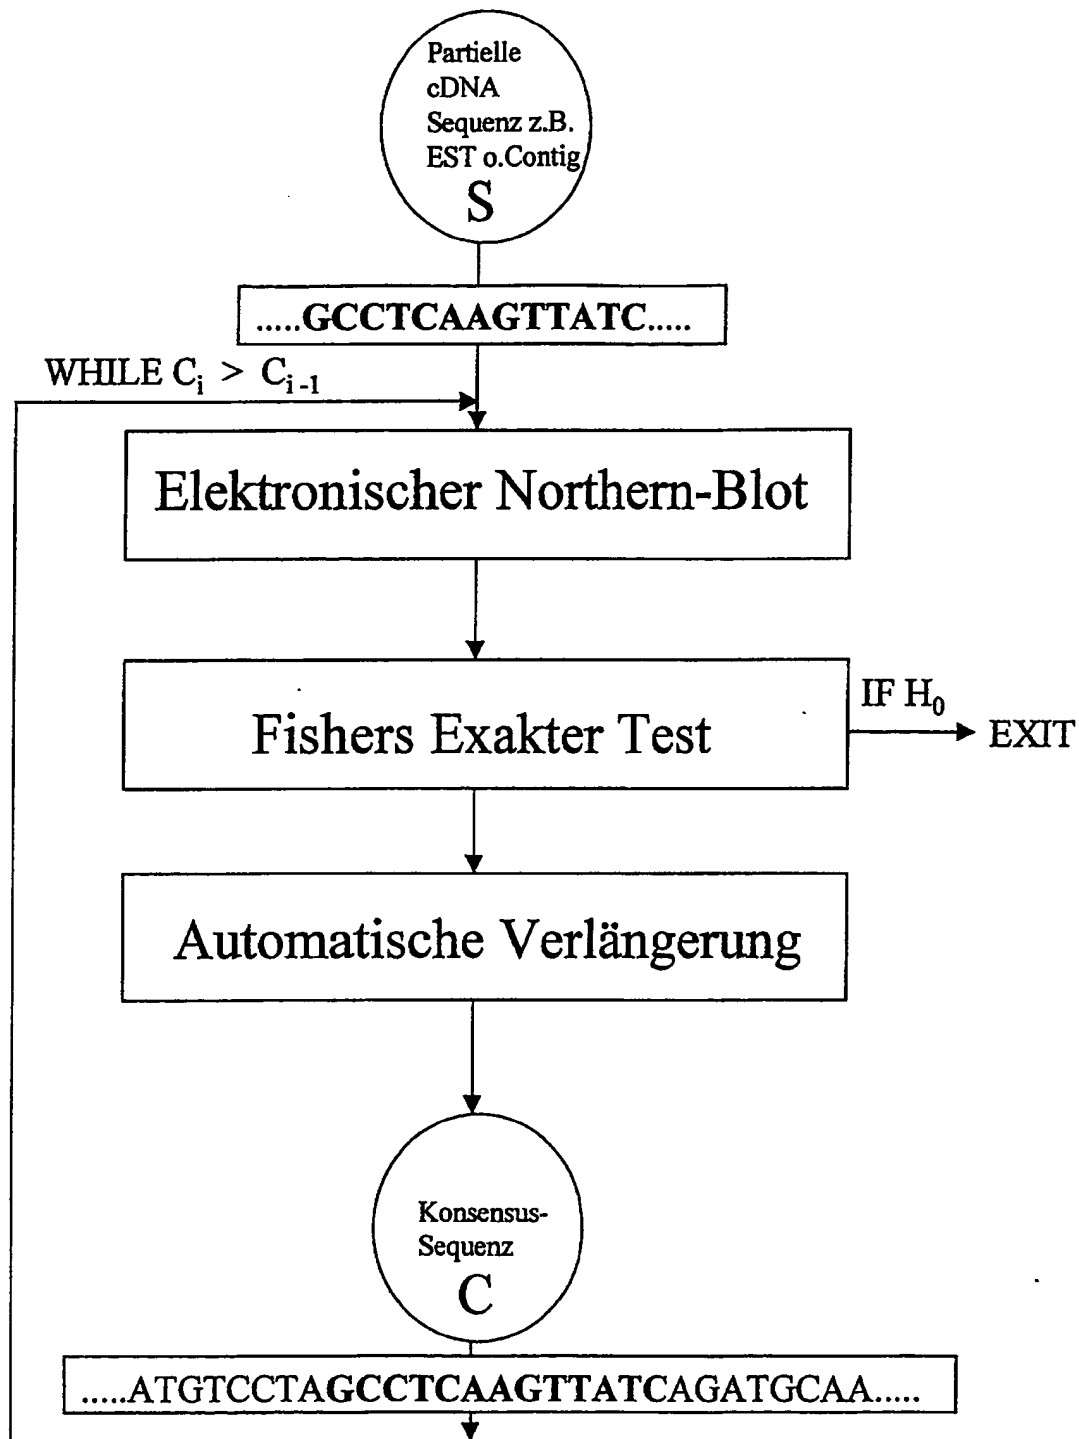 Partielle
cDNA
Sequenz z.B.
EST o.Contig
S
.....GCCTCAAGTTATC.....
WHILE Ci > Ci-1
Elektronischer Northern-Blot
Fishers Exakter Test
IF H0
EXIT
Automatische Verlängerung
Konsensus-
Sequenz
C
.....ATGTCCTAGCCTCAAGTTATCAGATGCAA.....